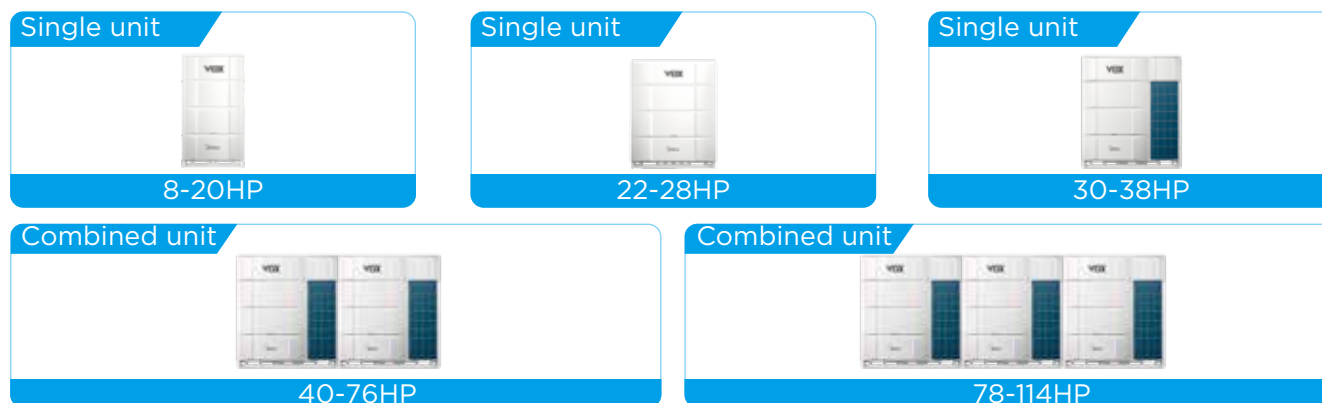 Single unit
Single unit
Single unit
8-20HP
22-28HP
30-38HP
Combined unit
Combined unit
40-76HP
78-114HP